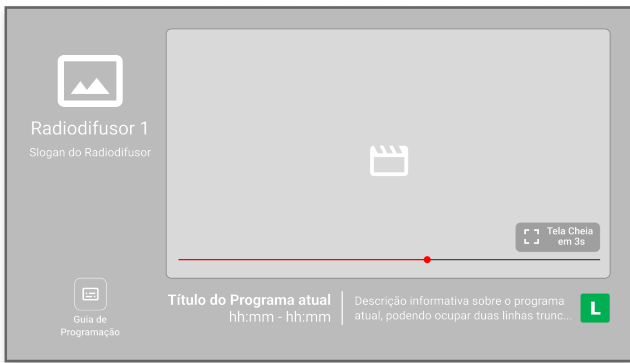 Radiodifusor 1
Slogan do Radiodifusor
Tela Cheia
em 3s
Guia de
Programação
Título do Programa atual
hh:mm - hh:mm
Descrição informativa sobre o programa
atual, podendo ocupar duas linhas trunc...
L